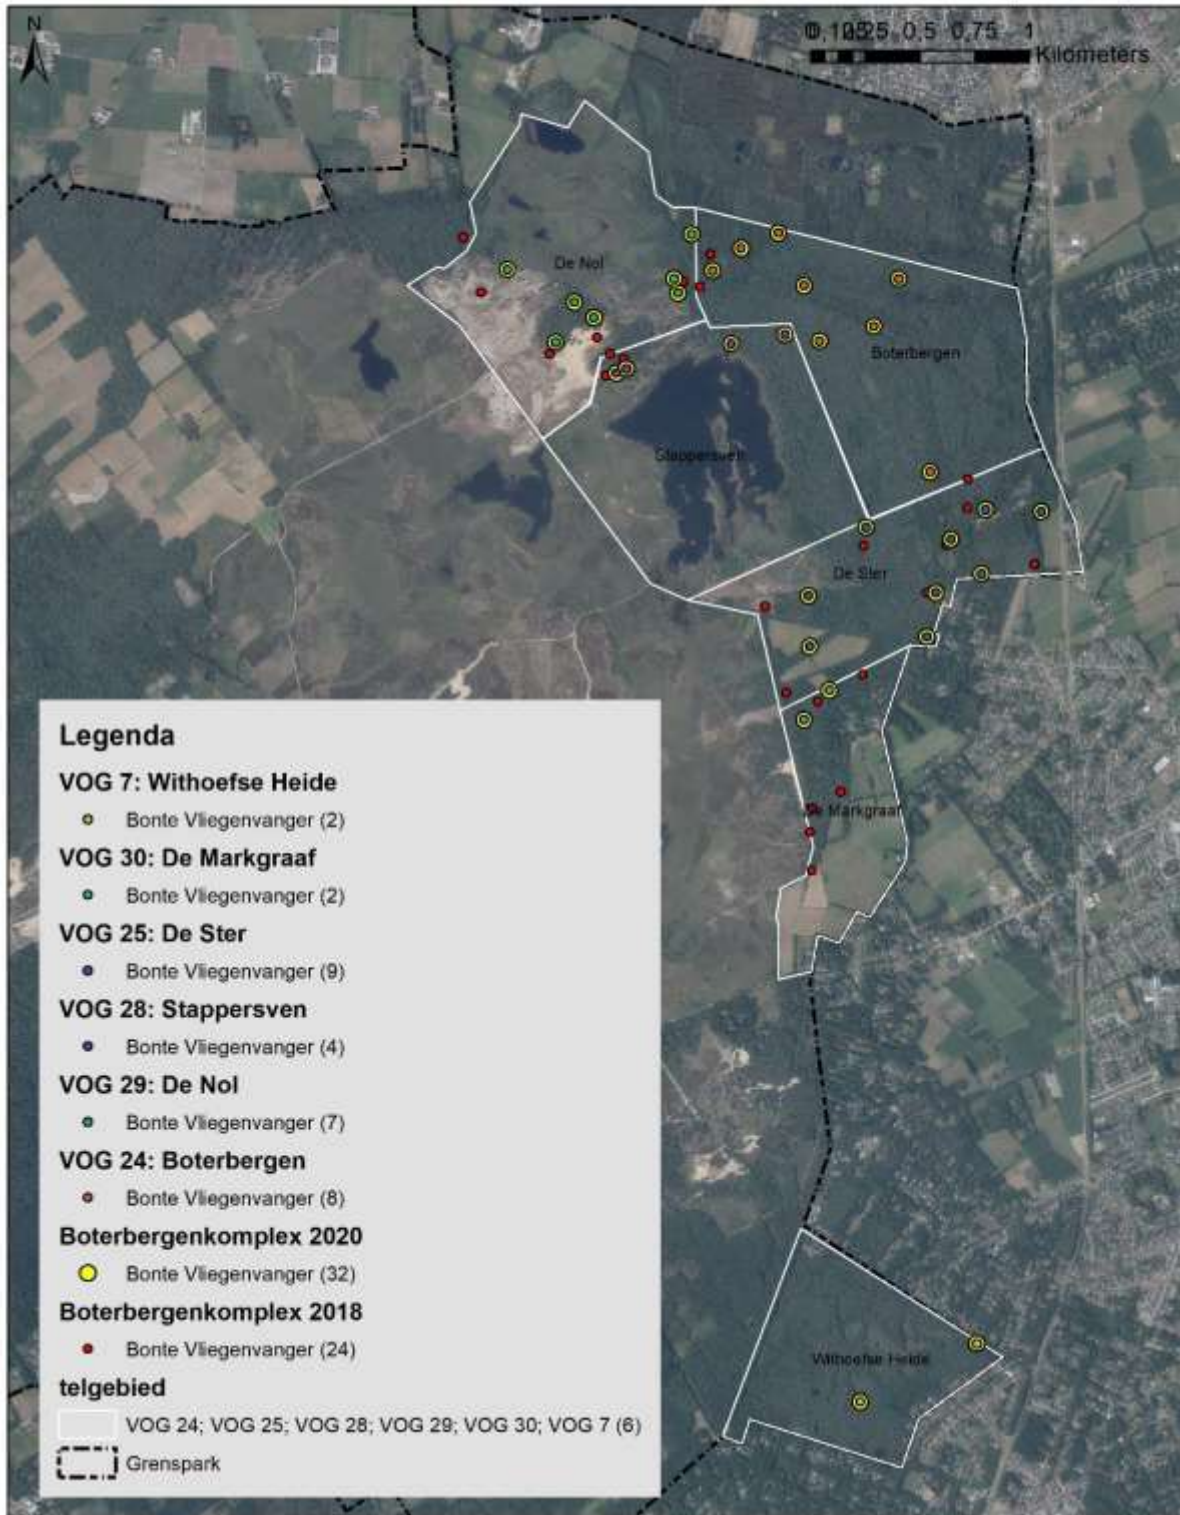 N
0,5 0,75 1
Kilometers
De Nol
Boterbergen
Stappersven
De Ster
De Markgraaf
Withoefse Heide
Legenda
VOG 7: Withoefse Heide
Bonte Vliegenvanger (2)
VOG 30: De Markgraaf
Bonte Vliegenvanger (2)
VOG 25: De Ster
Bonte Vliegenvanger (9)
VOG 28: Stappersven
Bonte Vliegenvanger (4)
VOG 29: De Nol
Bonte Vliegenvanger (7)
VOG 24: Boterbergen
Bonte Vliegenvanger (8)
Boterbergenkomplex 2020
Bonte Vliegenvanger (32)
Boterbergenkomplex 2018
Bonte Vliegenvanger (24)
telgebied
VOG 24; VOG 25; VOG 28; VOG 29; VOG 30; VOG 7 (6)
Grenspark